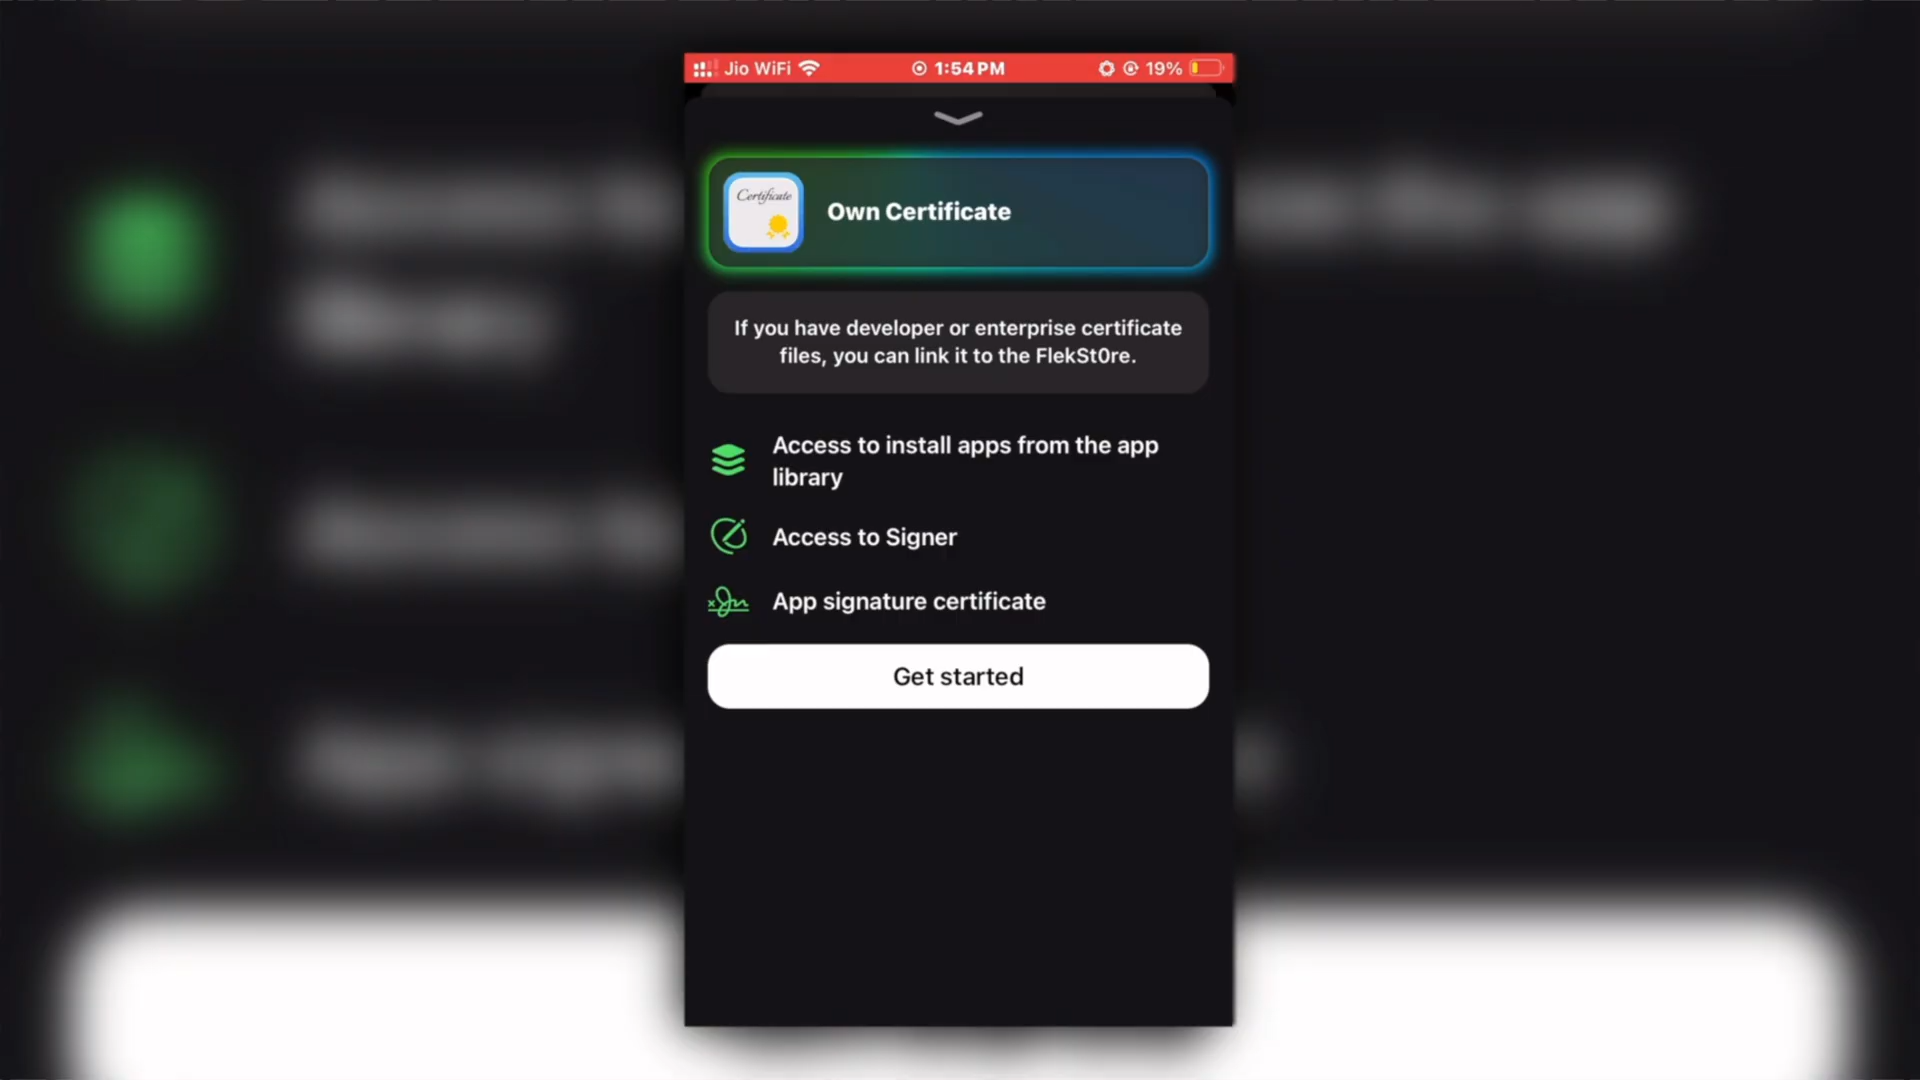 Jio WiFi 1:54 PM 19%
Certificate
Own Certificate
If you have developer or enterprise certificate
files, you can link it to the FlekSt0re.
Access to install apps from the app
library
Access to Signer
App signature certificate
Get started